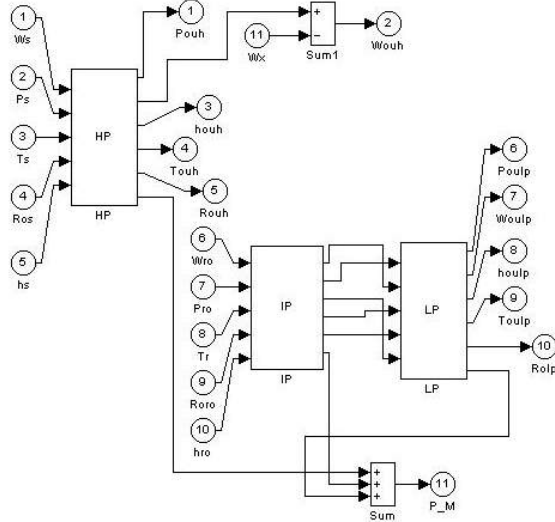 1
Ws
2
Ps
3
Ts
4
Ros
5
hs
HP
HP
1
Pouh
11
Wx
+
−
Sum1
2
Wouh
3
houh
4
Touh
5
Rouh
6
Wro
7
Pro
8
Tr
9
Roro
10
hro
IP
IP
LP
LP
6
Poulp
7
Woulp
8
houlp
9
Toulp
10
Rolp
+
+
+
Sum
11
P_M